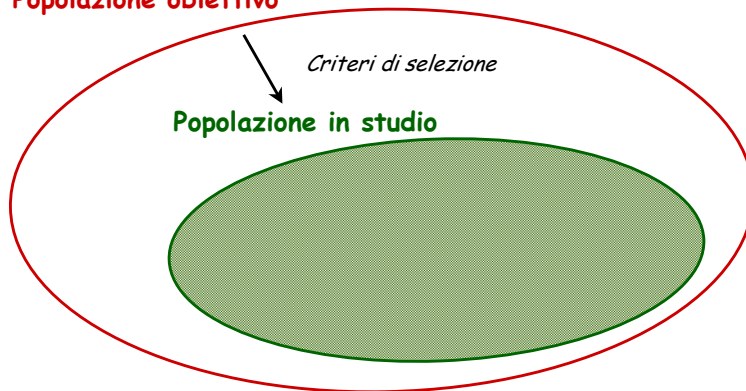 Popolazione obiettivo
Criteri di selezione
Popolazione in studio